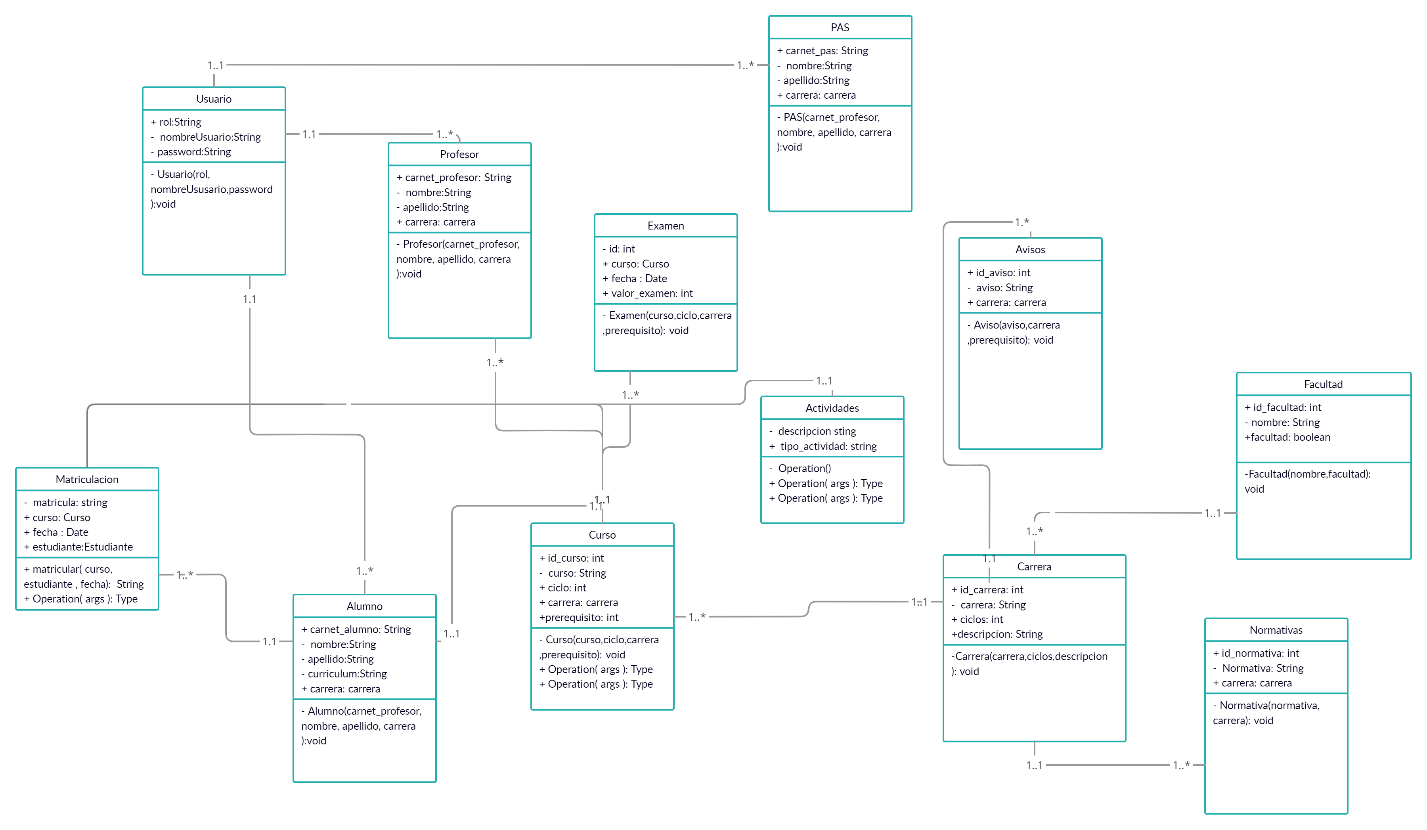 PAS
+ carnet_pas: String
- nombre:String
- apellido:String
+ carrera: carrera
- PAS(carnet_profesor,
nombre, apellido, carrera
):void
1..1
1..*
Usuario
+ rol:String
- nombreUsuario:String
- password:String
- Usuario(rol,
nombreUsusario,password
):void
1.1
1..*
Profesor
+ carnet_profesor: String
- nombre:String
- apellido:String
+ carrera: carrera
- Profesor(carnet_profesor,
nombre, apellido, carrera
):void
Examen
- id: int
+ curso: Curso
+ fecha : Date
+ valor_examen: int
- Examen(curso,ciclo,carrera
,prerequisito): void
1..*
Avisos
+ id_aviso: int
- aviso: String
+ carrera: carrera
- Aviso(aviso,carrera
,prerequisito): void
1.1
1..*
1..*
1..1
Actividades
- descripcion sting
+ tipo_actividad: string
- Operation()
+ Operation( args ): Type
+ Operation( args ): Type
Facultad
+ id_facultad: int
- nombre: String
+facultad: boolean
-Facultad(nombre,facultad):
void
Matriculacion
- matricula: string
+ curso: Curso
+ fecha : Date
+ estudiante:Estudiante
+ matricular( curso,
estudiante , fecha): String
+ Operation( args ): Type
1..*
1.1
1..*
Alumno
+ carnet_alumno: String
- nombre:String
- apellido:String
- curriculum:String
+ carrera: carrera
- Alumno(carnet_profesor,
nombre, apellido, carrera
):void
1..1
1..1
1.1
Curso
+ id_curso: int
- curso: String
+ ciclo: int
+ carrera: carrera
+prerequisito: int
- Curso(curso,ciclo,carrera
,prerequisito): void
+ Operation( args ): Type
+ Operation( args ): Type
1..*
1..1
1..*
1..1
1.1
Carrera
+ id_carrera: int
- carrera: String
+ ciclos: int
+descripcion: String
-Carrera(carrera,ciclos,descripcion
): void
1..1
1..*
Normativas
+ id_normativa: int
- Normativa: String
+ carrera: carrera
- Normativa(normativa,
carrera): void